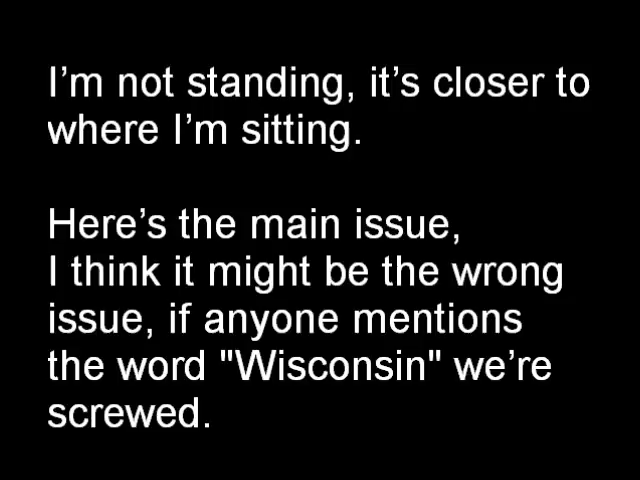 I’m not standing, it’s closer to
where I’m sitting.
Here’s the main issue,
I think it might be the wrong
issue, if anyone mentions
the word "Wisconsin" we’re
screwed.